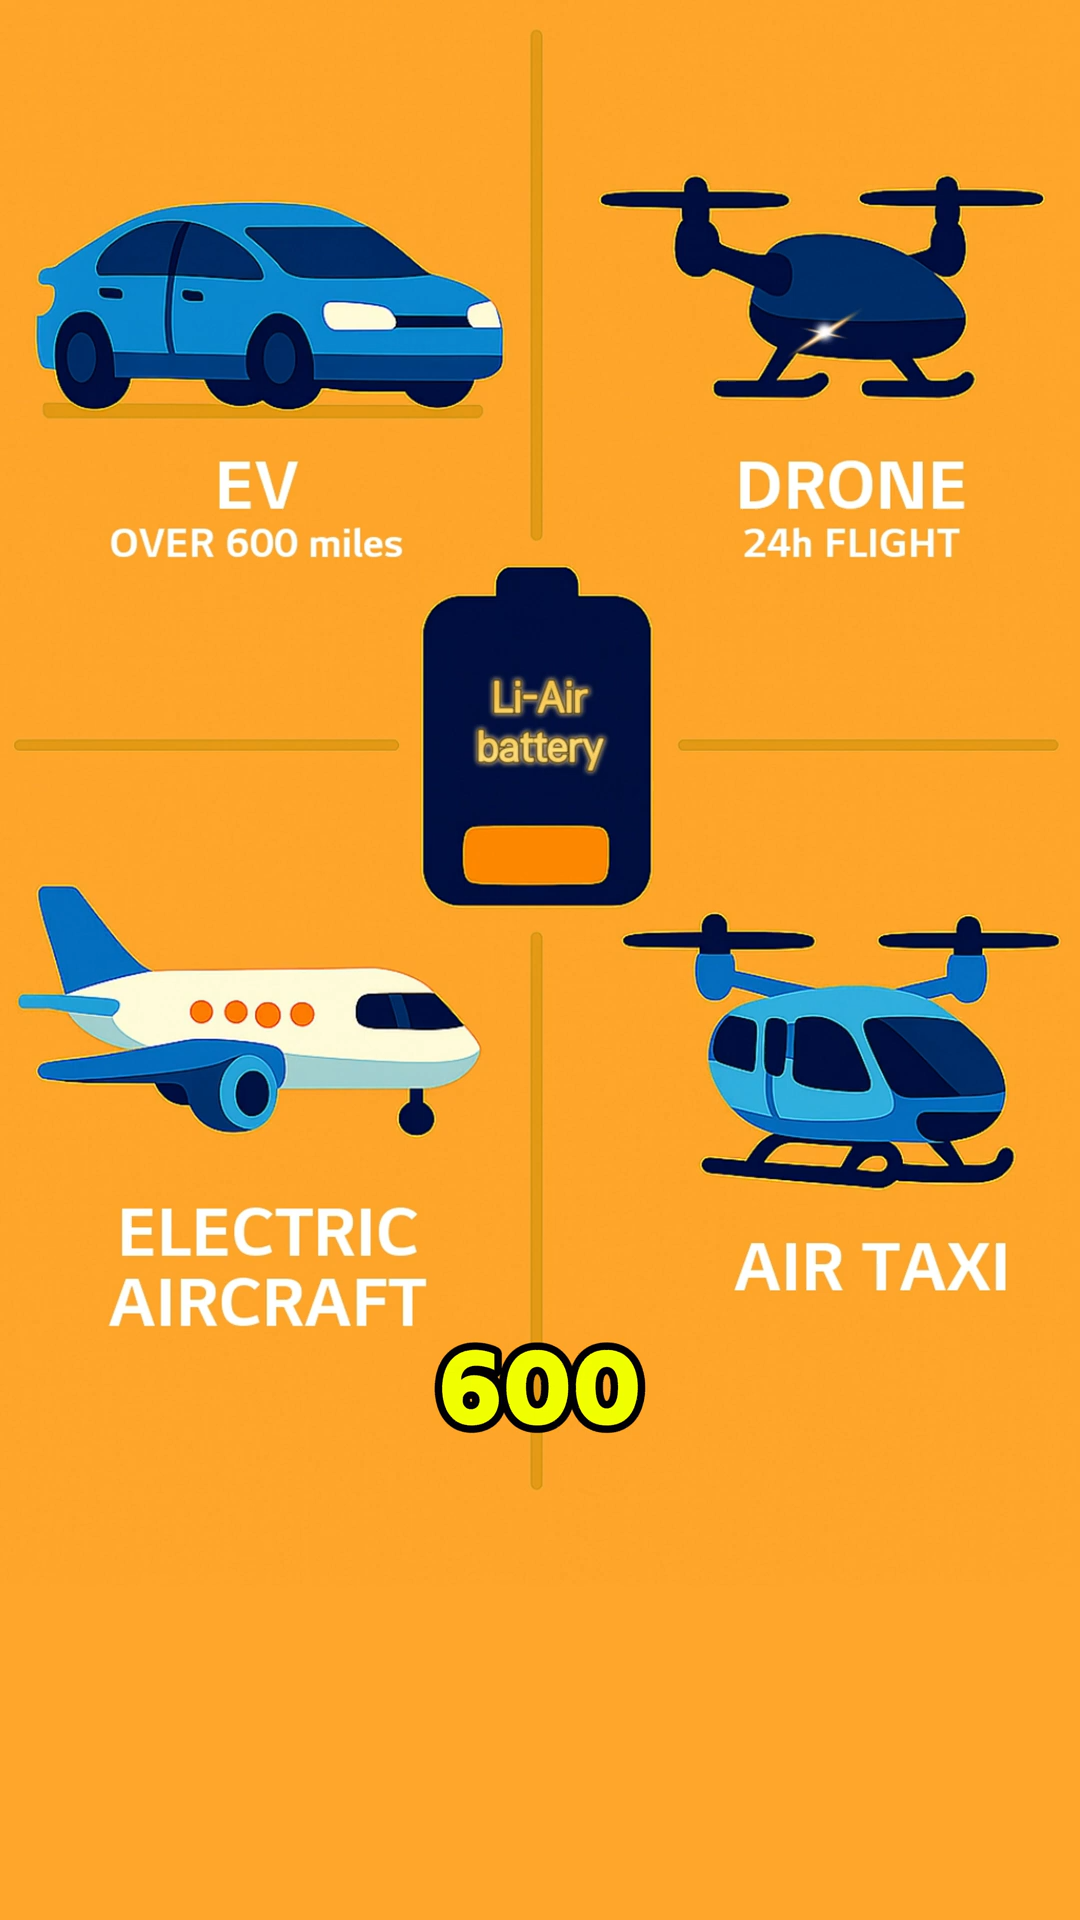 EV
OVER 600 miles
DRONE
24h FLIGHT
Li-Air
battery
ELECTRIC
AIRCRAFT
AIR TAXI
600